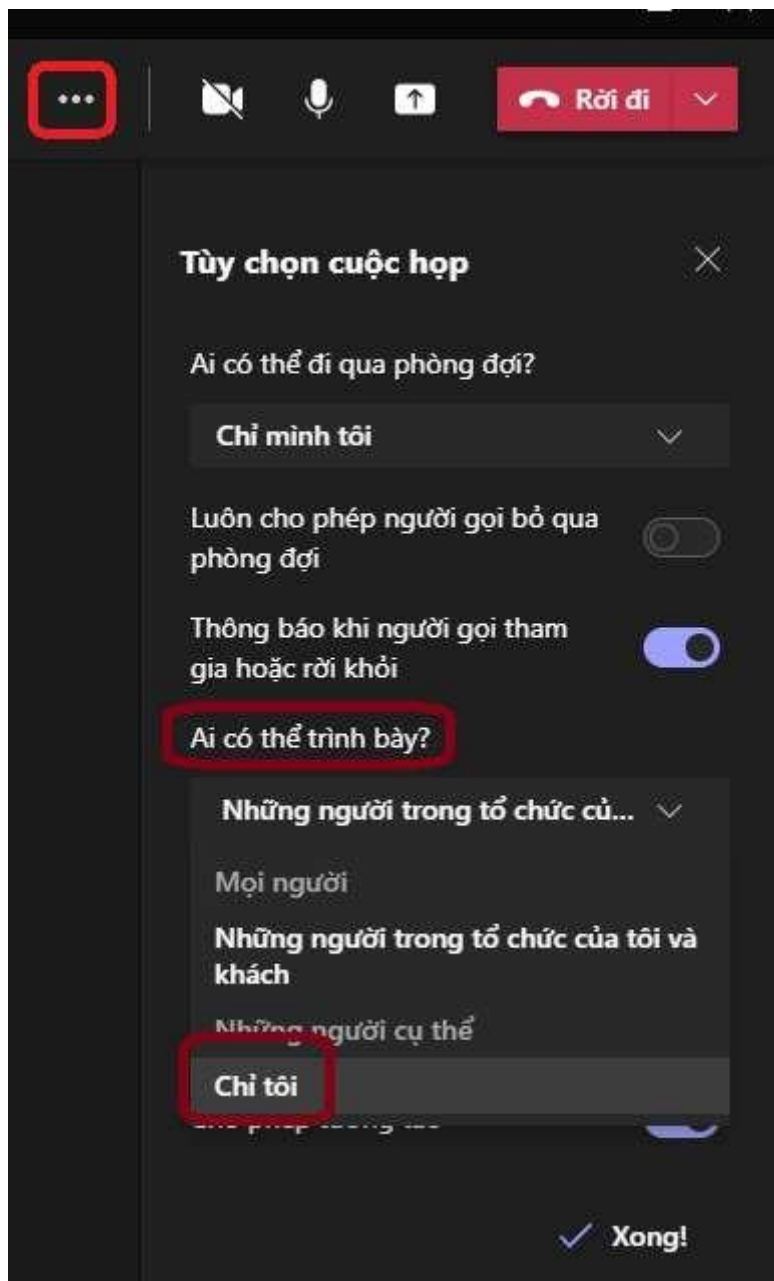 Rời đi
Tùy chọn cuộc họp
Ai có thể đi qua phòng đợi?
Chỉ mình tôi
Luôn cho phép người gọi bỏ qua
phòng đợi
Thông báo khi người gọi tham
gia hoặc rời khỏi
Ai có thể trình bày?
Những người trong tổ chức củ...
Mọi người
Những người trong tổ chức của tôi và
khách
Những người cụ thể
Chỉ tôi
Xong!